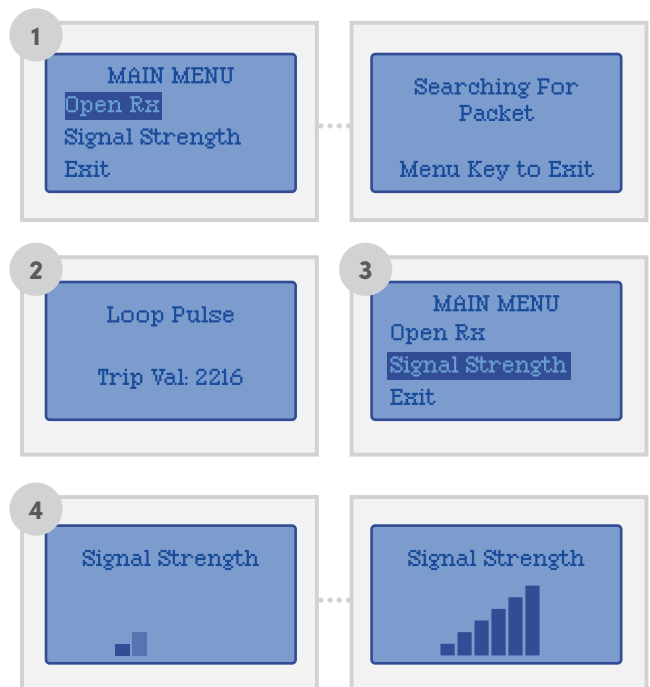 1
MAIN MENU
Open Rx
Signal Strength
Exit
Searching For
Packet
Menu Key to Exit
2
Loop Pulse
Trip Val: 2216
3
MAIN MENU
Open Rx
Signal Strength
Exit
4
Signal Strength
Signal Strength